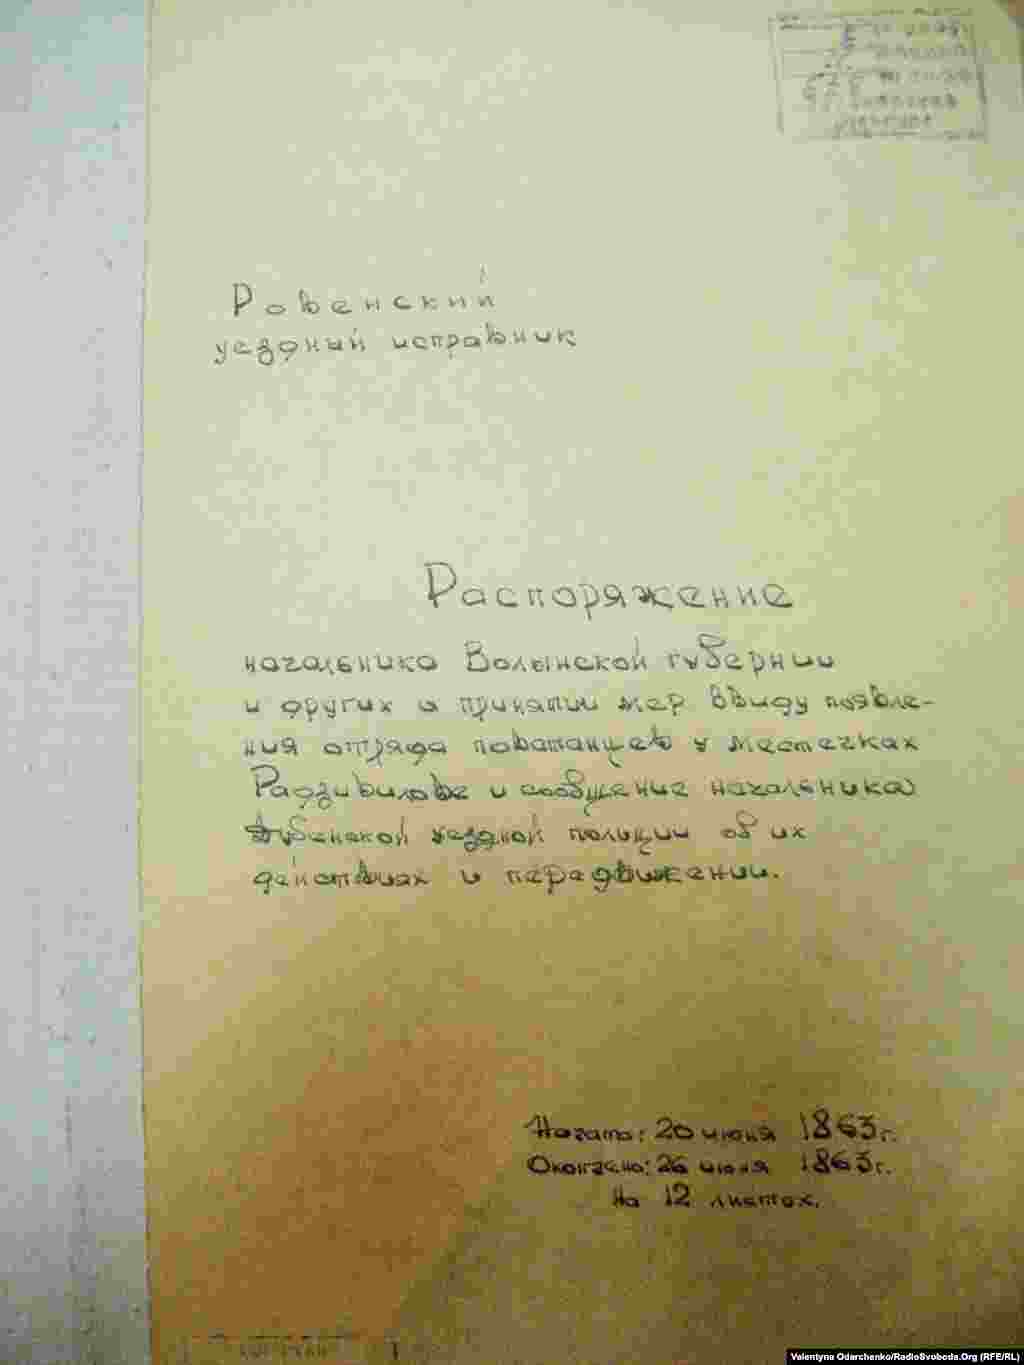 Ровенский
уездний исправник
Распоряжение
начальника Волынской губернии
и других и принятии мер ввиду появле-
ния отряда повстанцев у местечках
Радзивилове и сообщение начальника
Дубенской уездной полиции об их
действиях и передвижении.
Начато: 20 июня 1863 г.
Окончено: 26 июня 1863 г.
На 12 листах.
Valentyna Odarchenko/RadioSvoboda.Org (RFE/RL)